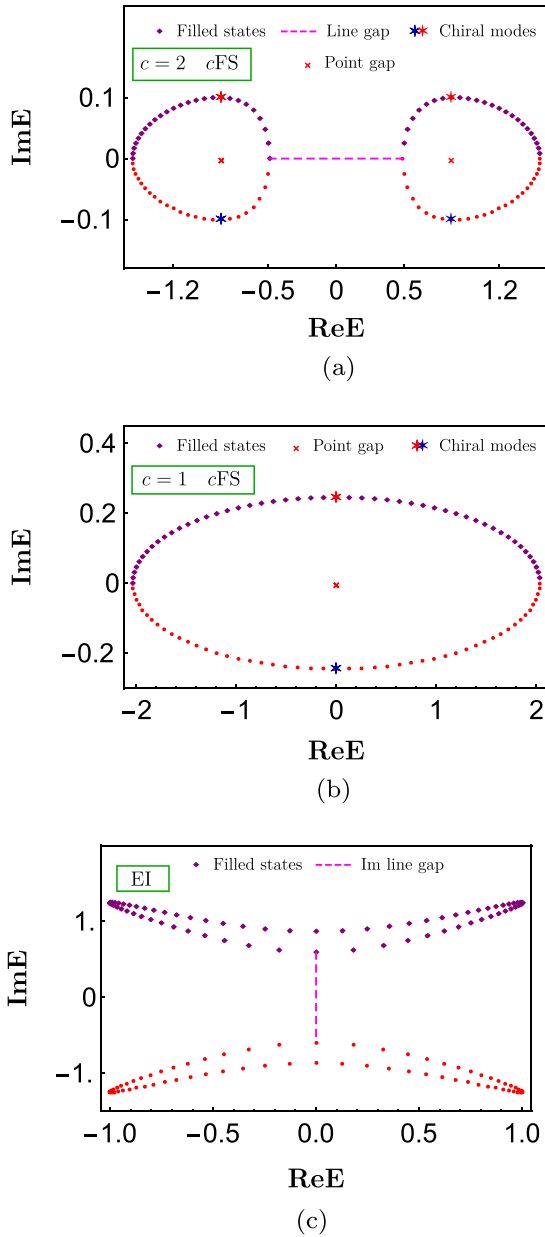 Filled states Line gap Chiral modes
c = 2 cFS Point gap
0.1
0
−0.1
ImE
−1.2 −0.5 0 0.5 1.2
ReE
(a)
0.4
Filled states Point gap Chiral modes
c = 1 cFS
0.2
0
−0.2
ImE
−2 −1 0 1 2
ReE
(b)
Filled states Im line gap
EI
1.
0
−1.
ImE
−1.0 −0.5 0.0 0.5 1.0
ReE
(c)